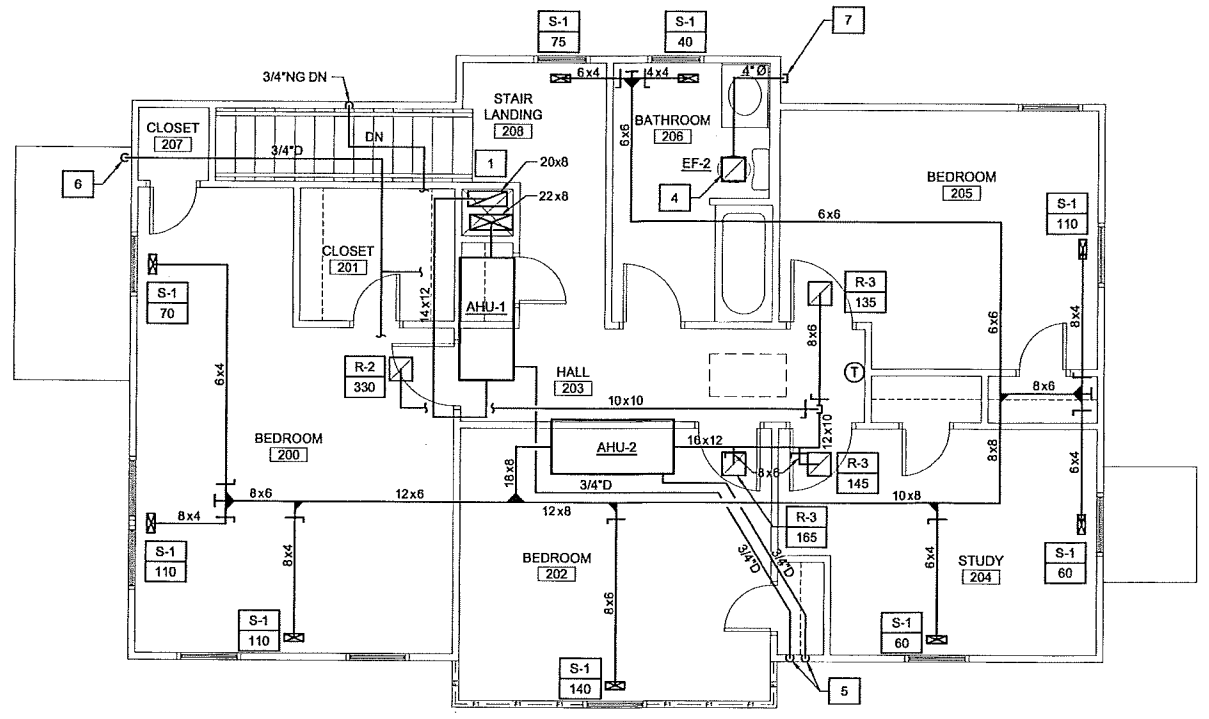 S-1
75
S-1
40
7
3/4"NG DN
6x4
4x4
4"Ø
STAIR
LANDING
208
BATHROOM
206
CLOSET
207
DN
3/4"D
6x6
1
20x8
22x8
EF-2
4
6
BEDROOM
205
S-1
110
6x6
CLOSET
201
S-1
70
14x12
AHU-1
R-3
135
8x6
6x6
8x4
6x4
R-2
330
HALL
203
T
10x10
12x10
8x6
BEDROOM
200
18x8
AHU-2
16x12
8x6
R-3
145
8x8
6x4
8x6
12x6
3/4"D
12x8
10x8
8x4
S-1
110
8x4
BEDROOM
202
8x6
3/4"D
3/4"D
R-3
165
6x4
STUDY
204
S-1
60
S-1
110
S-1
140
S-1
60
5